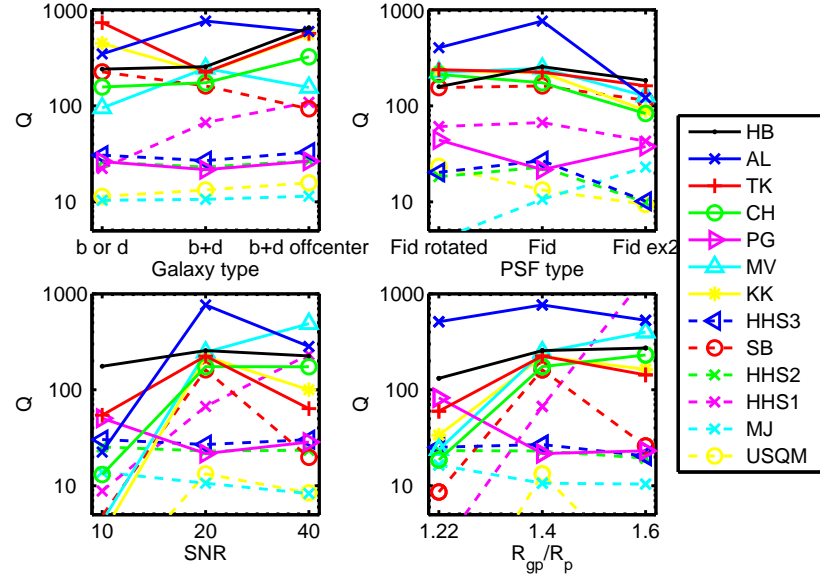 1000
100
10
Q
b or d
b+d
b+d offcenter
Galaxy type
1000
100
10
Q
Fid rotated
Fid
Fid ex2
PSF type
1000
100
10
Q
10
20
40
SNR
1000
100
10
Q
1.22
1.4
1.6
R_gp/R_p
HB
AL
TK
CH
PG
MV
KK
HHS3
SB
HHS2
HHS1
MJ
USQM